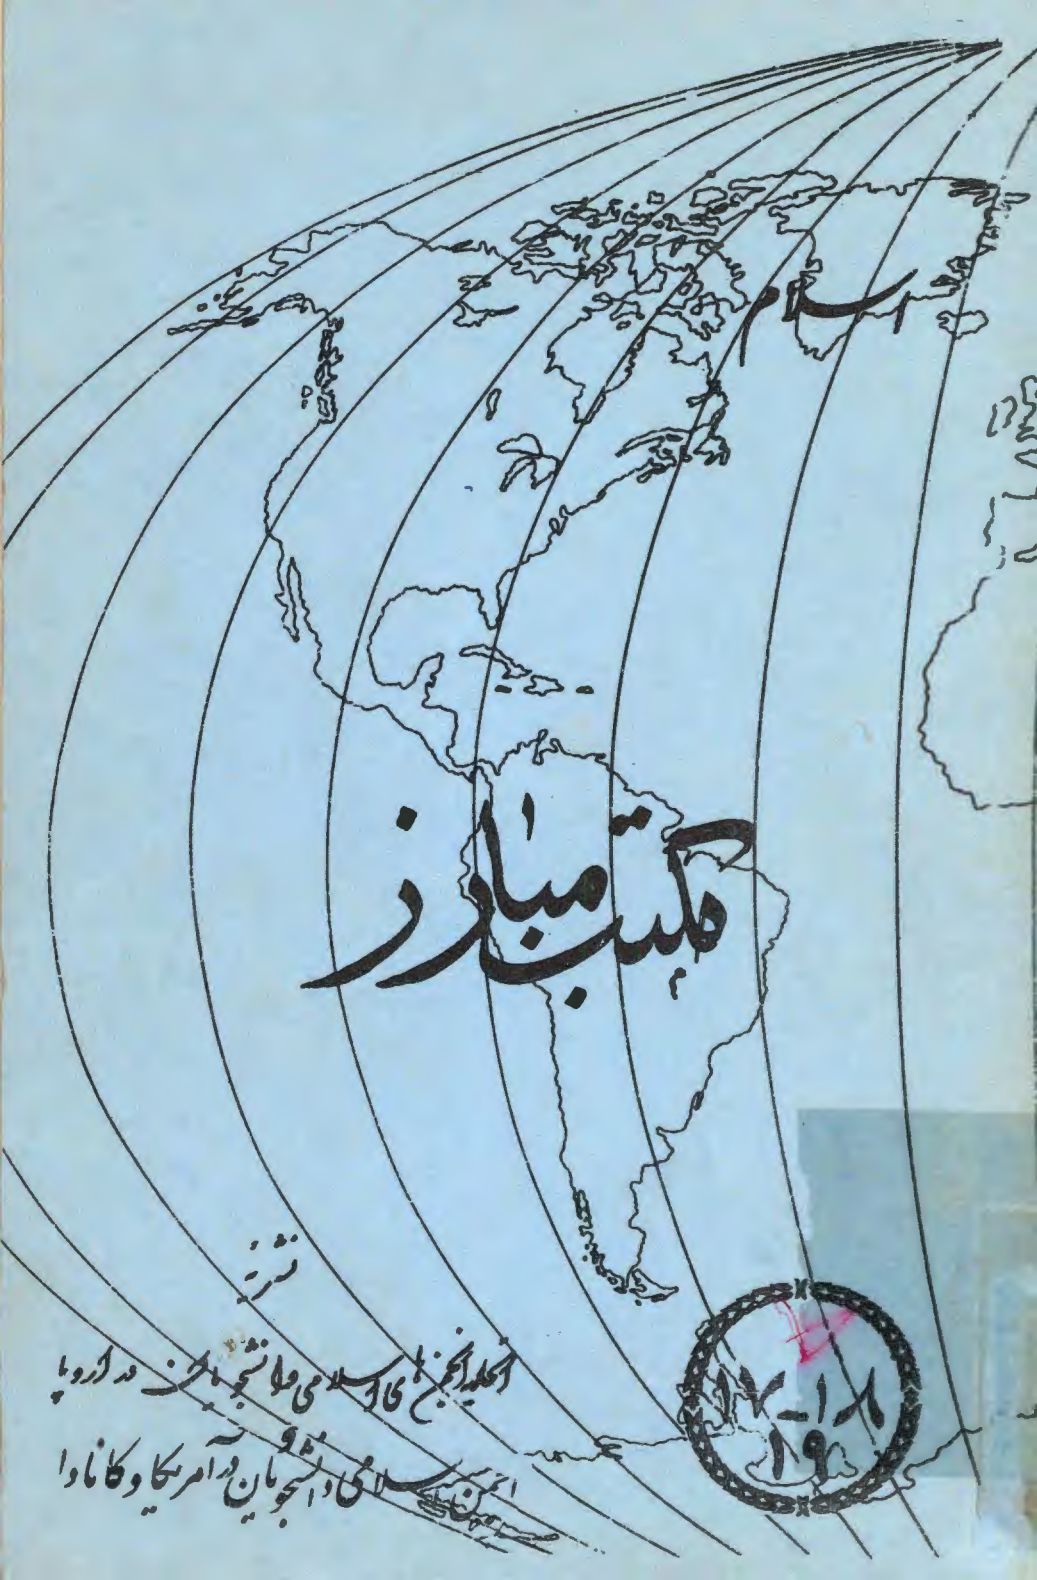 اسلام
مکتب مبارز
نشریه
اتحادیه انجمن های اسلامی دانشجویان در اروپا
و
انجمن اسلامی دانشجویان در آمریکا و کانادا
۱۷-۱۸
۱۹